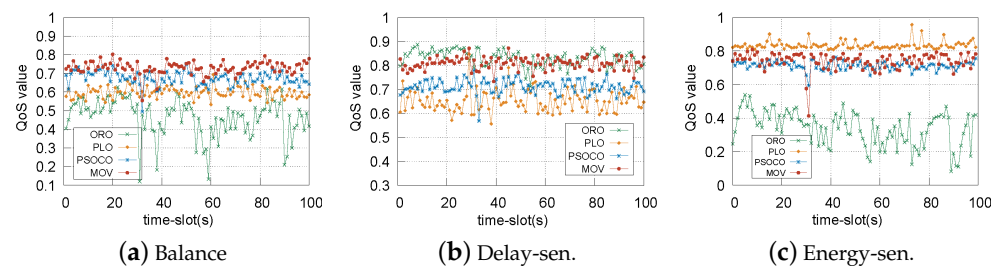 1
0.9
0.8
0.7
0.6
0.5
0.4
0.3
0.2
0.1
QoS value
ORO
PLO
PSOCO
MOV
0 20 40 60 80 100
time-slot(s)
(a) Balance
1
0.9
0.8
0.7
0.6
0.5
0.4
0.3
QoS value
ORO
PLO
PSOCO
MOV
0 20 40 60 80 100
time-slot(s)
(b) Delay-sen.
1
0.8
0.6
0.4
0.2
0
QoS value
ORO
PLO
PSOCO
MOV
0 20 40 60 80 100
time-slot(s)
(c) Energy-sen.